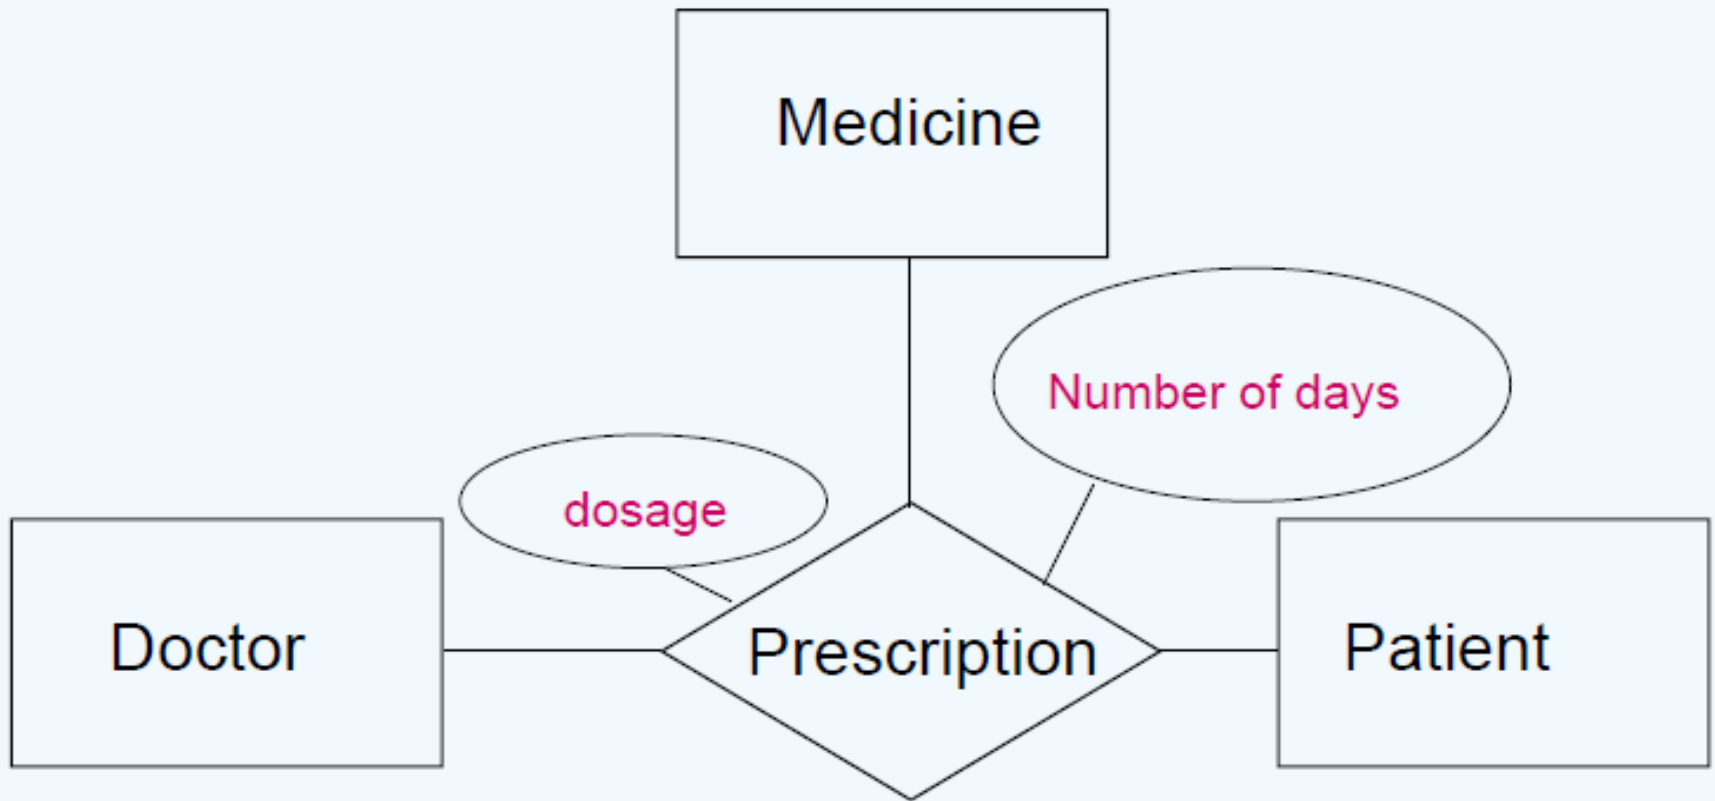 Medicine
Number of days
dosage
Doctor
Prescription
Patient